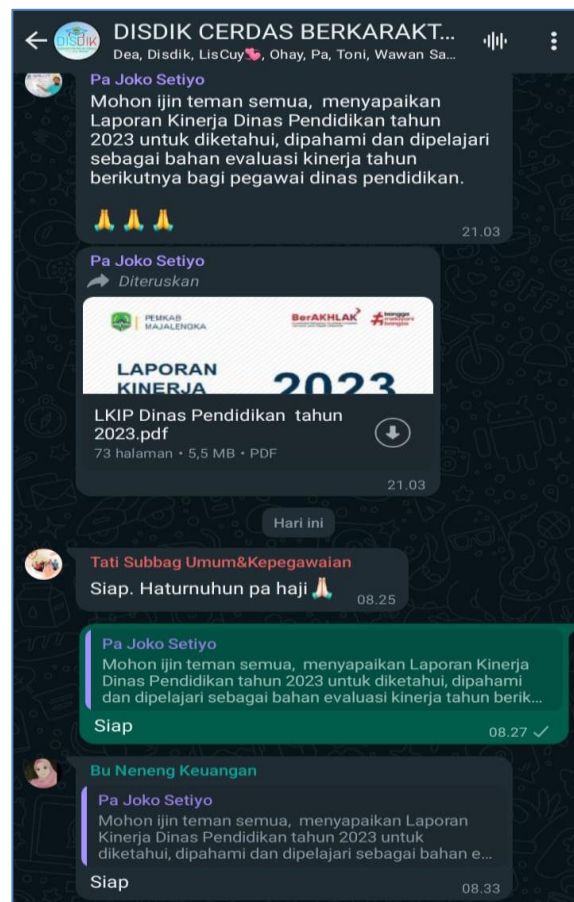 DISDIK CERDAS BERKARAKT...
Dea, Disdik, LisCuy💘, Ohay, Pa, Toni, Wawan Sa...
Pa Joko Setiyo
Mohon ijin teman semua, menyapaikan
Laporan Kinerja Dinas Pendidikan tahun
2023 untuk diketahui, dipahami dan dipelajari
sebagai bahan evaluasi kinerja tahun
berikutnya bagi pegawai dinas pendidikan.
🙏 🙏 🙏
21.03
Pa Joko Setiyo
Diteruskan
PEMKAB
MAJALENGKA
BerAKHLAK
bangga
melayani
bangsa
LAPORAN
KINERJA
2023
LKIP Dinas Pendidikan tahun
2023.pdf
73 halaman • 5,5 MB • PDF
21.03
Hari ini
Tati Subbag Umum&Kepegawaian
Siap. Haturnuhun pa haji 🙏🏻
08.25
Pa Joko Setiyo
Mohon ijin teman semua, menyapaikan Laporan Kinerja
Dinas Pendidikan tahun 2023 untuk diketahui, dipahami
dan dipelajari sebagai bahan evaluasi kinerja tahun berik...
Siap
08.27
Bu Neneng Keuangan
Pa Joko Setiyo
Mohon ijin teman semua, menyapaikan Laporan
Kinerja Dinas Pendidikan tahun 2023 untuk
diketahui, dipahami dan dipelajari sebagai bahan e...
Siap
08.33